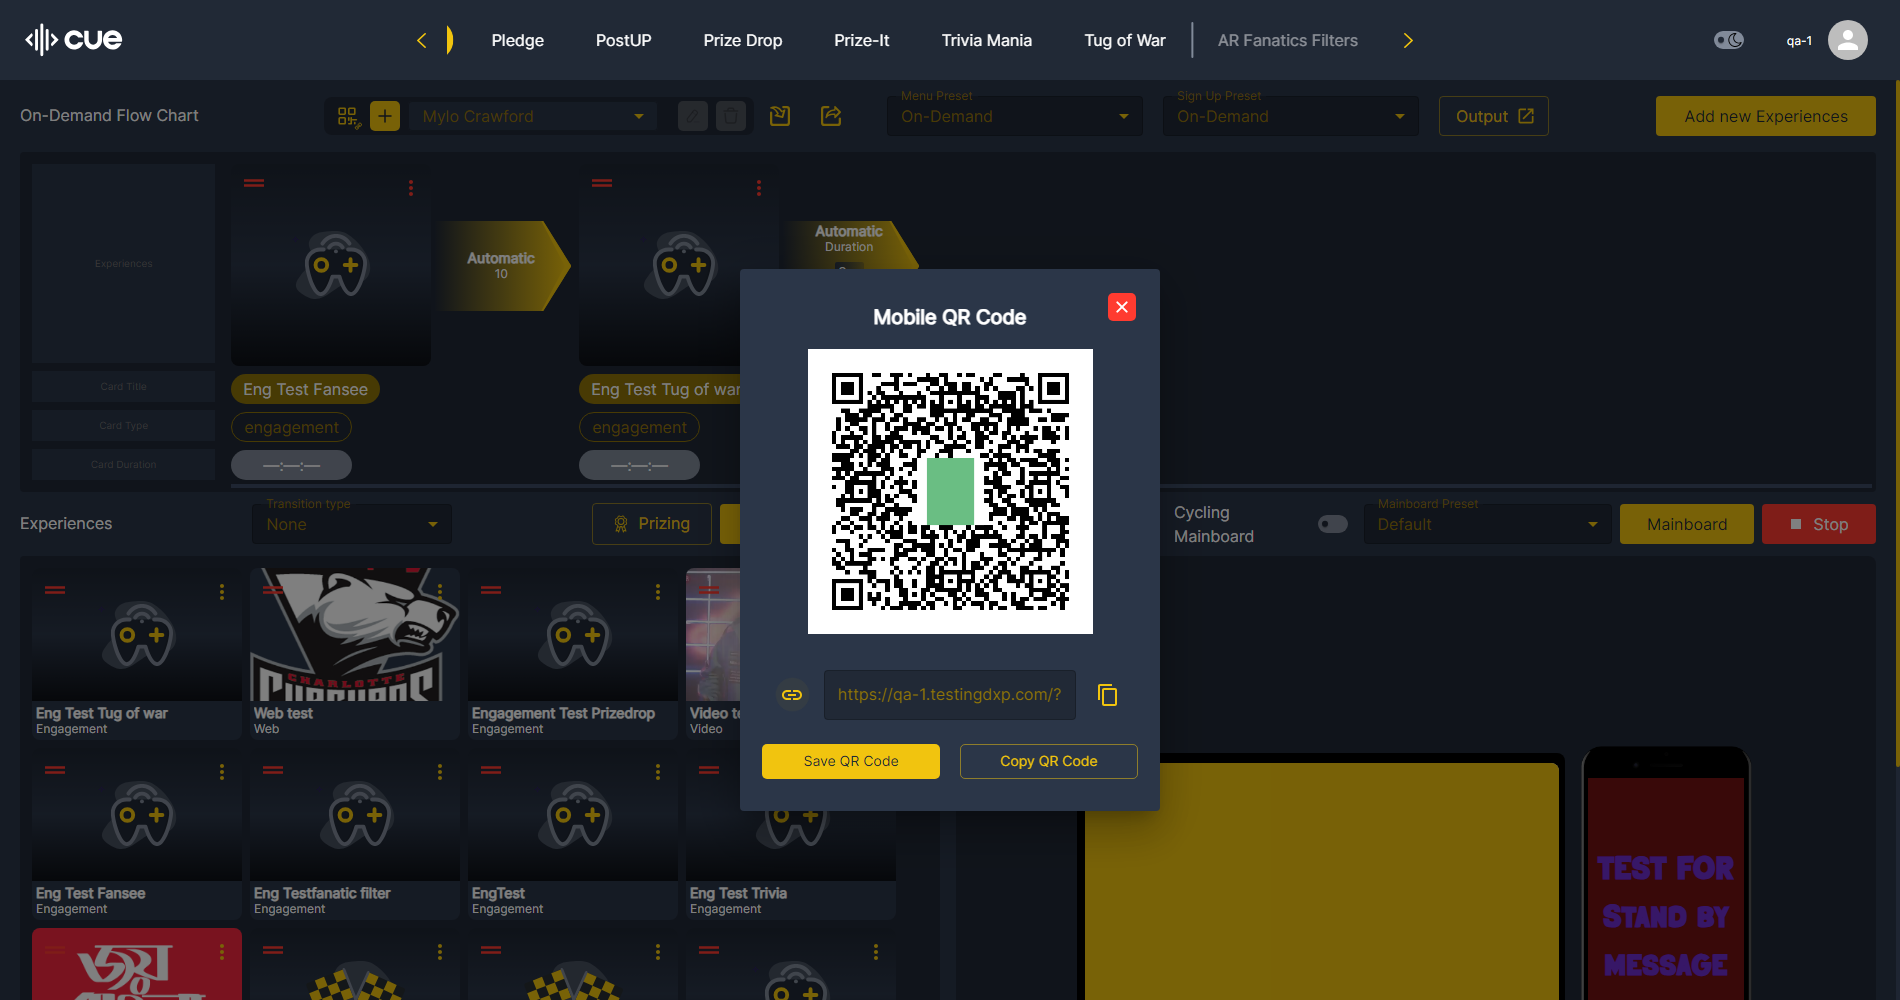 cue
Pledge
PostUP
Prize Drop
Prize-It
Trivia Mania
Tug of War
AR Fanatics Filters
qa-1
On-Demand Flow Chart
Mylo Crawford
Menu Preset
On-Demand
Sign Up Preset
On-Demand
Output
Add new Experiences
Experiences
Automatic
10
Automatic
Duration
Card Title
Eng Test Fansee
Eng Test Tug of war
Card Type
engagement
engagement
Card Duration
—:—:—
—:—:—
Mobile QR Code
https://qa-1.testingdxp.com/?
Save QR Code
Copy QR Code
Experiences
Transition type
None
Prizing
Cycling
Mainboard
Mainboard Preset
Default
Mainboard
Stop
CHARLOTTE
Eng Test Tug of war
Engagement
Web test
Web
Engagement Test Prizedrop
Engagement
Video te
Video
Eng Test Fansee
Engagement
Eng Testfanatic filter
Engagement
EngTest
Engagement
Eng Test Trivia
Engagement
TEST FOR
STAND BY
MESSAGE